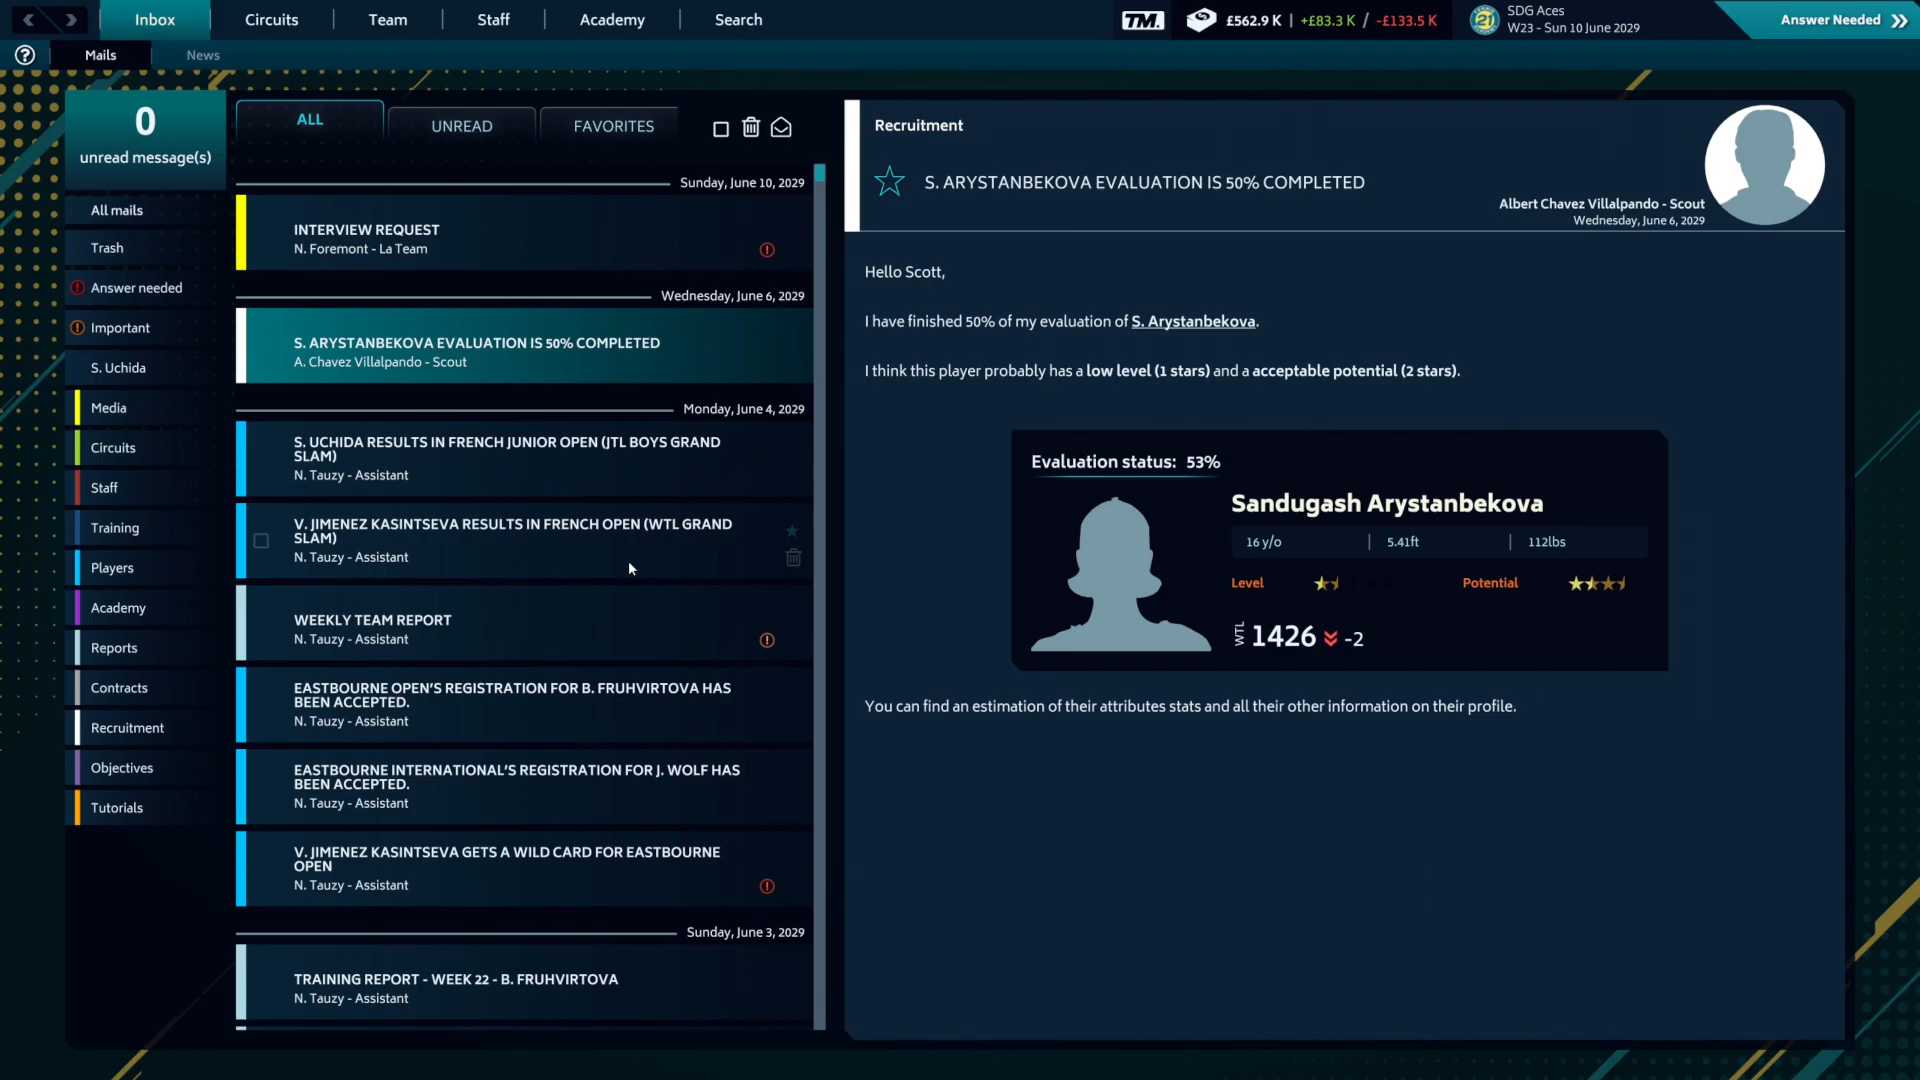 Inbox
Circuits
Team
Staff
Academy
Search
TM.
£562.9 K | +£83.3 K / -£133.5 K
21
SDG Aces
W23 - Sun 10 June 2029
Answer Needed
Mails
News
0
unread message(s)
All mails
Trash
Answer needed
Important
S. Uchida
Media
Circuits
Staff
Training
Players
Academy
Reports
Contracts
Recruitment
Objectives
Tutorials
ALL
UNREAD
FAVORITES
Sunday, June 10, 2029
INTERVIEW REQUEST
N. Foremont - La Team
Wednesday, June 6, 2029
S. ARYSTANBEKOVA EVALUATION IS 50% COMPLETED
A. Chavez Villalpando - Scout
Monday, June 4, 2029
S. UCHIDA RESULTS IN FRENCH JUNIOR OPEN (JTL BOYS GRAND
SLAM)
N. Tauzy - Assistant
V. JIMENEZ KASINTSEVA RESULTS IN FRENCH OPEN (WTL GRAND
SLAM)
N. Tauzy - Assistant
WEEKLY TEAM REPORT
N. Tauzy - Assistant
EASTBOURNE OPEN'S REGISTRATION FOR B. FRUHVIRTOVA HAS
BEEN ACCEPTED.
N. Tauzy - Assistant
EASTBOURNE INTERNATIONAL'S REGISTRATION FOR J. WOLF HAS
BEEN ACCEPTED.
N. Tauzy - Assistant
V. JIMENEZ KASINTSEVA GETS A WILD CARD FOR EASTBOURNE
OPEN
N. Tauzy - Assistant
Sunday, June 3, 2029
TRAINING REPORT - WEEK 22 - B. FRUHVIRTOVA
N. Tauzy - Assistant
Recruitment
S. ARYSTANBEKOVA EVALUATION IS 50% COMPLETED
Albert Chavez Villalpando - Scout
Wednesday, June 6, 2029
Hello Scott,
I have finished 50% of my evaluation of S. Arystanbekova.
I think this player probably has a low level (1 stars) and a acceptable potential (2 stars).
Evaluation status: 53%
Sandugash Arystanbekova
16 y/o | 5.41ft | 112lbs
Level
Potential
WTL 1426 -2
You can find an estimation of their attributes stats and all their other information on their profile.